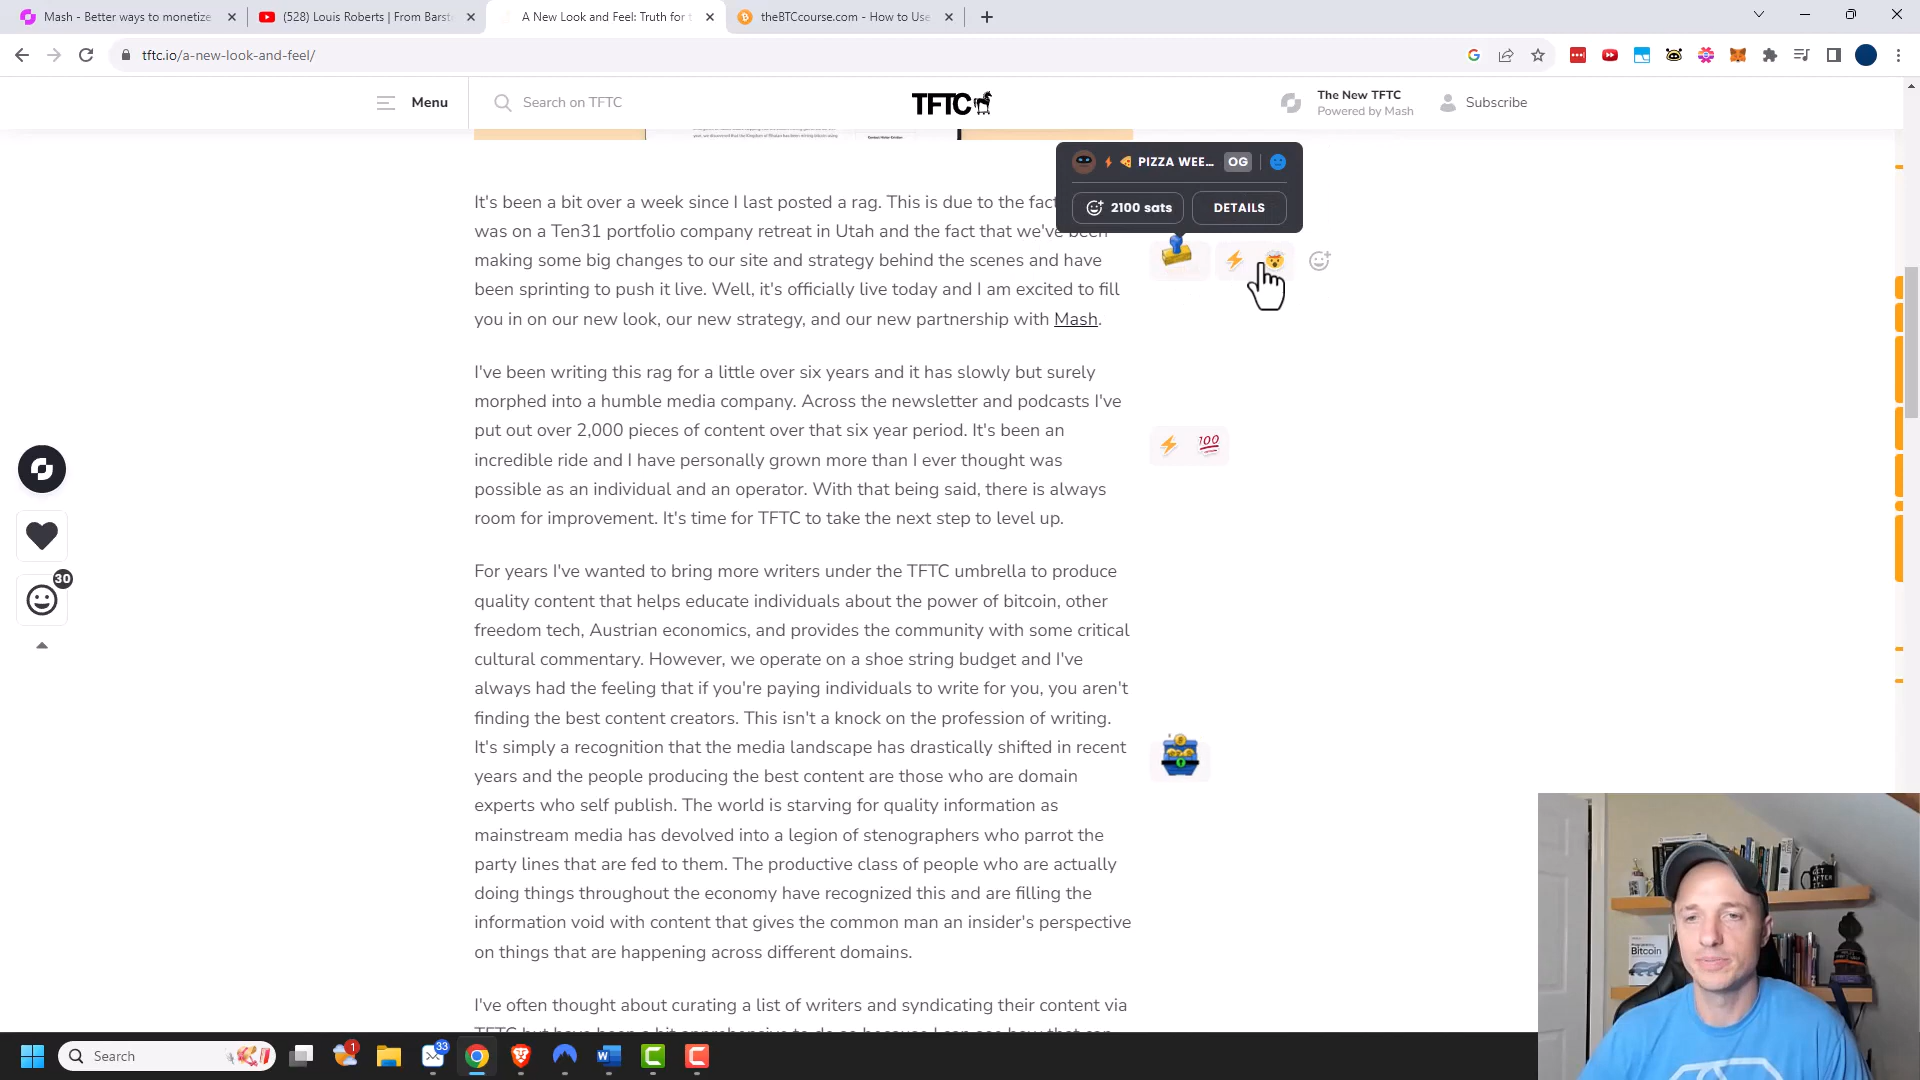 Mash - Better ways to monetize
(528) Louis Roberts | From Barst
A New Look and Feel: Truth for t
theBTCcourse.com - How to Use
tftc.io/a-new-look-and-feel/
Menu
Search on TFTC
TFTC
The New TFTC
Powered by Mash
Subscribe
PIZZA WEE...
OG
2100 sats
DETAILS
It's been a bit over a week since I last posted a rag. This is due to the fact
was on a Ten31 portfolio company retreat in Utah and the fact that we've been
making some big changes to our site and strategy behind the scenes and have
been sprinting to push it live. Well, it's officially live today and I am excited to fill
you in on our new look, our new strategy, and our new partnership with Mash.
I've been writing this rag for a little over six years and it has slowly but surely
morphed into a humble media company. Across the newsletter and podcasts I've
put out over 2,000 pieces of content over that six year period. It's been an
incredible ride and I have personally grown more than I ever thought was
possible as an individual and an operator. With that being said, there is always
room for improvement. It's time for TFTC to take the next step to level up.
100
30
For years I've wanted to bring more writers under the TFTC umbrella to produce
quality content that helps educate individuals about the power of bitcoin, other
freedom tech, Austrian economics, and provides the community with some critical
cultural commentary. However, we operate on a shoe string budget and I've
always had the feeling that if you're paying individuals to write for you, you aren't
finding the best content creators. This isn't a knock on the profession of writing.
It's simply a recognition that the media landscape has drastically shifted in recent
years and the people producing the best content are those who are domain
experts who self publish. The world is starving for quality information as
mainstream media has devolved into a legion of stenographers who parrot the
party lines that are fed to them. The productive class of people who are actually
doing things throughout the economy have recognized this and are filling the
information void with content that gives the common man an insider's perspective
on things that are happening across different domains.
I've often thought about curating a list of writers and syndicating their content via
GET AFTER IT
Bitcoin
Search
1
33